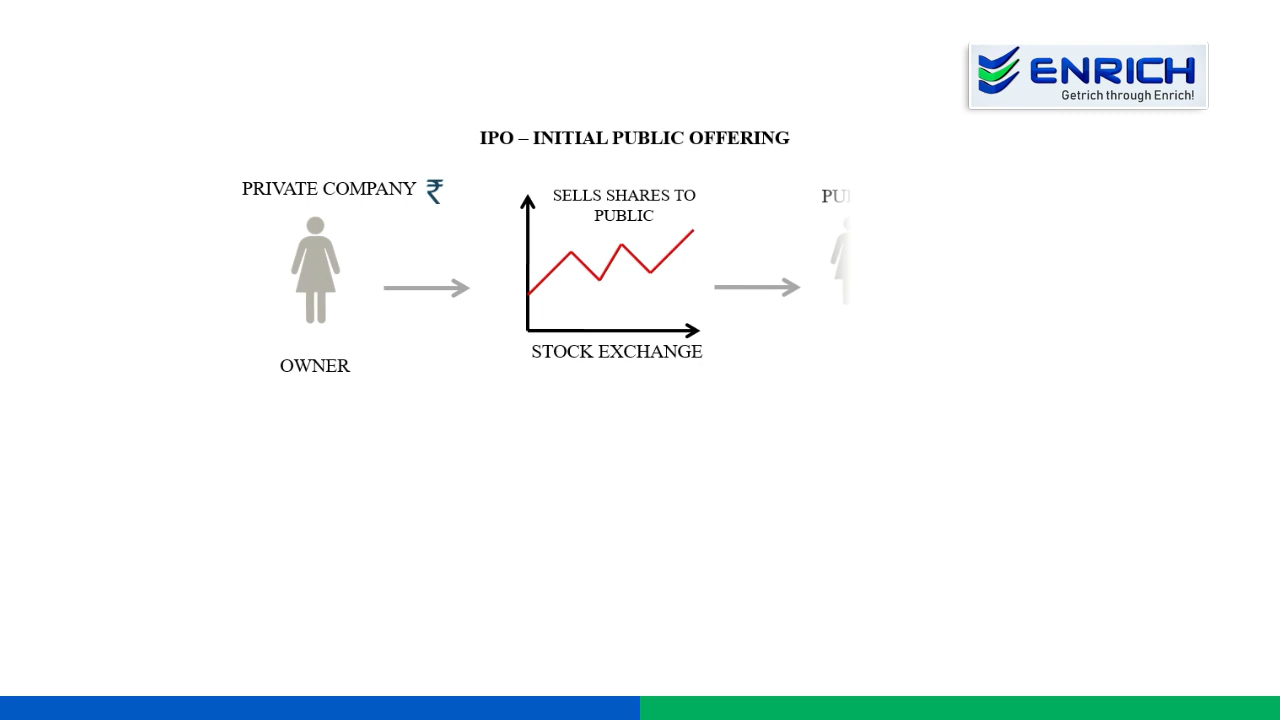 ENRICH
Getrich through Enrich!
IPO – INITIAL PUBLIC OFFERING
PRIVATE COMPANY ₹
SELLS SHARES TO
PUBLIC
STOCK EXCHANGE
OWNER